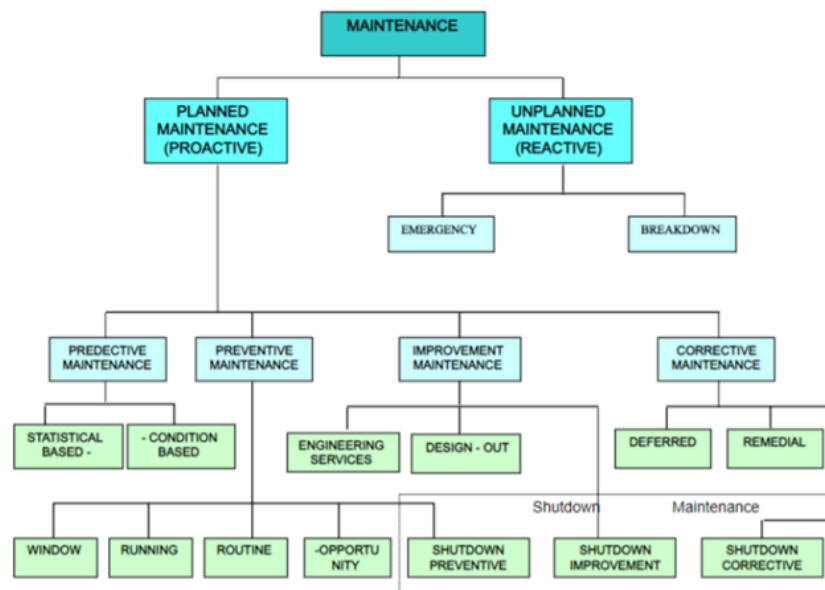 MAINTENANCE
PLANNED
MAINTENANCE
(PROACTIVE)
UNPLANNED
MAINTENANCE
(REACTIVE)
EMERGENCY
BREAKDOWN
PREDECTIVE
MAINTENANCE
PREVENTIVE
MAINTENANCE
IMPROVEMENT
MAINTENANCE
CORRECTIVE
MAINTENANCE
STATISTICAL
BASED -
- CONDITION
BASED
ENGINEERING
SERVICES
DESIGN - OUT
DEFERRED
REMEDIAL
Shutdown
Maintenance
WINDOW
RUNNING
ROUTINE
-OPPORTU
NITY
SHUTDOWN
PREVENTIVE
SHUTDOWN
IMPROVEMENT
SHUTDOWN
CORRECTIVE